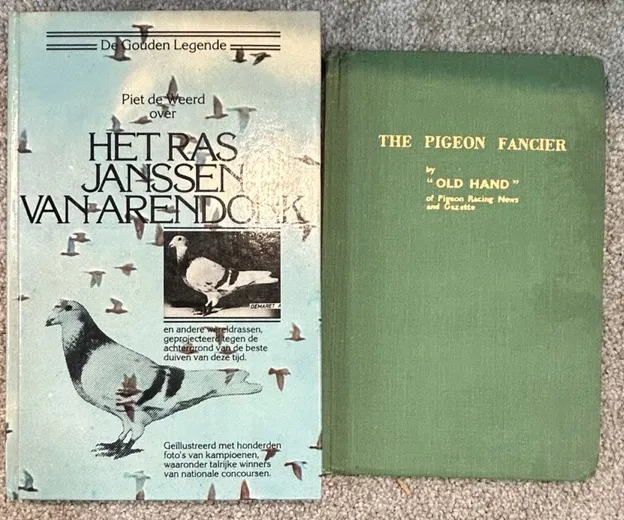 De Gouden Legende
Piet de Weerd
over
HET RAS
JANSSEN
VAN ARENDONK
DEMARET
en andere wereldrassen,
geprojecteerd tegen de
achtergrond van de beste
duiven van deze tijd.
Geïllustreerd met honderden
foto's van kampioenen,
waaronder talrijke winners
van nationale concoursen.
THE PIGEON FANCIER
by
"OLD HAND"
of Pigeon Racing News
and Gazette